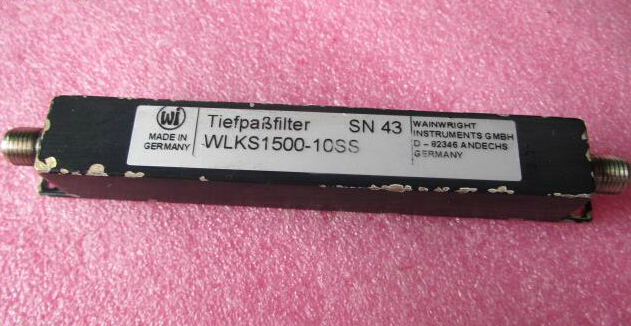 wi
MADE IN
GERMANY
Tiefpaßfilter SN 43
WLKS1500-10SS
WAINWRIGHT
INSTRUMENTS GMBH
D – 82346 ANDECHS
GERMANY